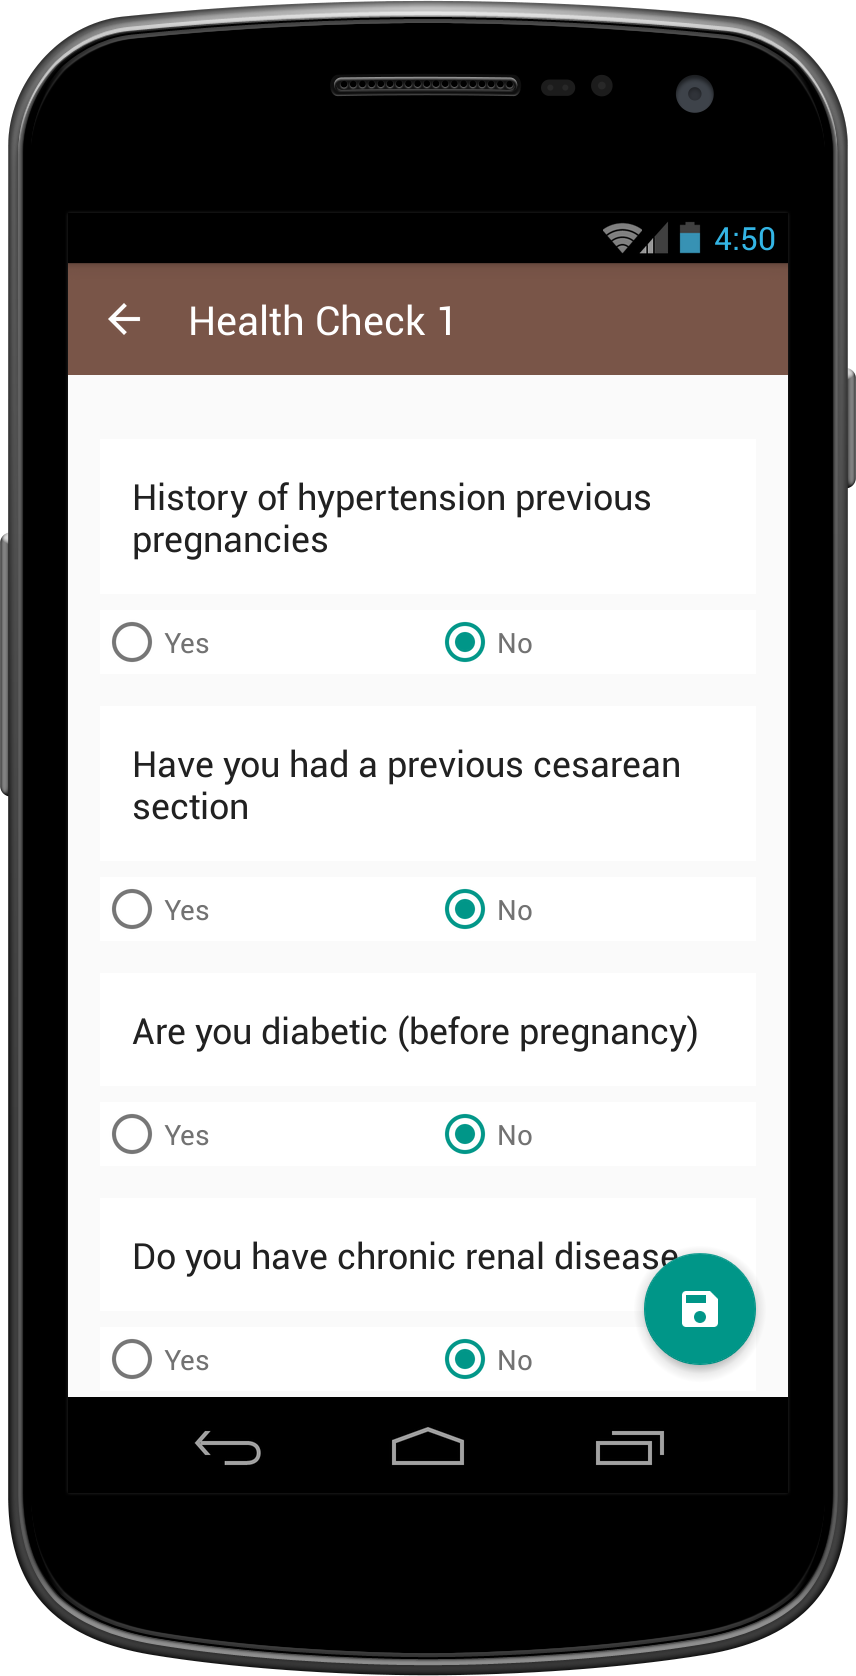 4:50
Health Check 1
History of hypertension previous
pregnancies
Yes
No
Have you had a previous cesarean
section
Yes
No
Are you diabetic (before pregnancy)
Yes
No
Do you have chronic renal disease
Yes
No